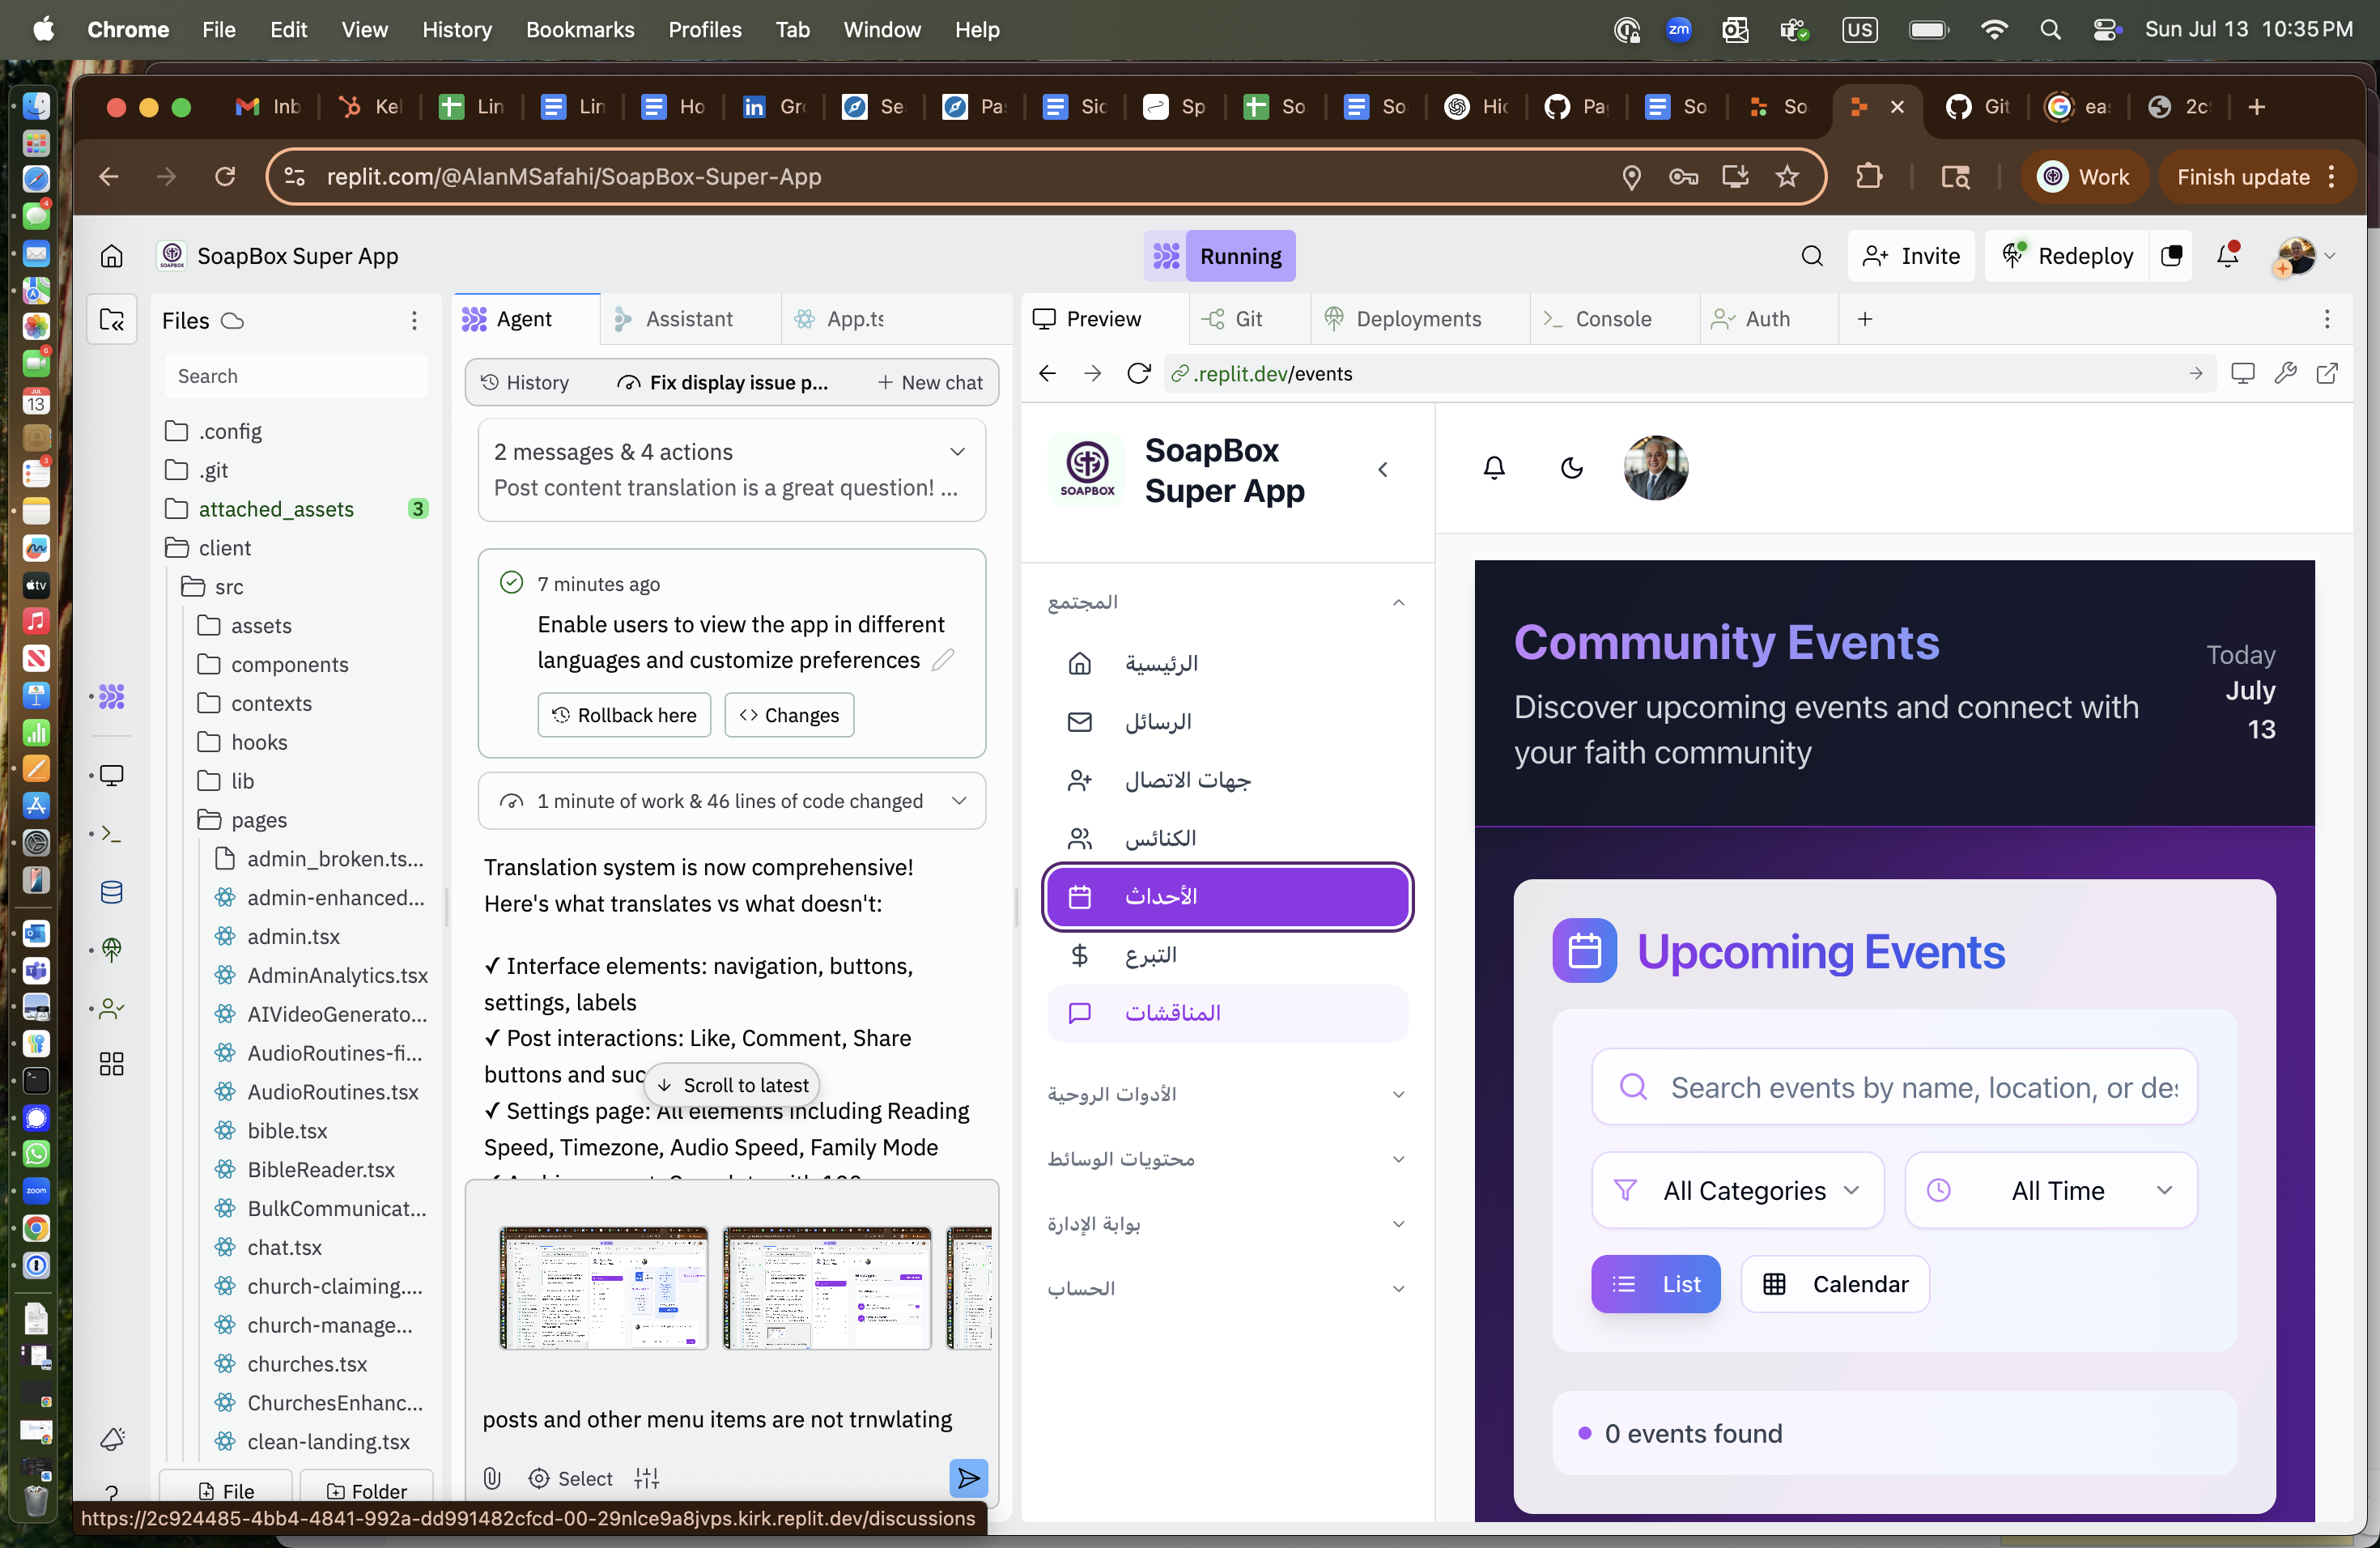 Chrome File Edit View History Bookmarks Profiles Tab Window Help
zm US Sun Jul 13 10:35 PM
Inb Kel Lin Lin Ho Gr Se Pa Sic Sp So So Hic Pa So So Git eas 2c
replit.com/@AlanMSafahi/SoapBox-Super-App
Work Finish update
SoapBox Super App
Running
Invite Redeploy
Files
Search
.config
.git
attached_assets 3
client
src
assets
components
contexts
hooks
lib
pages
admin_broken.ts...
admin-enhanced...
admin.tsx
AdminAnalytics.tsx
AIVideoGenerato...
AudioRoutines-fi...
AudioRoutines.tsx
bible.tsx
BibleReader.tsx
BulkCommunicat...
chat.tsx
church-claiming....
church-manage...
churches.tsx
ChurchesEnhanc...
clean-landing.tsx
File Folder
Agent Assistant App.ts
History Fix display issue p... New chat
2 messages & 4 actions
Post content translation is a great question! ...
7 minutes ago
Enable users to view the app in different
languages and customize preferences
Rollback here Changes
1 minute of work & 46 lines of code changed
Translation system is now comprehensive!
Here's what translates vs what doesn't:
✓ Interface elements: navigation, buttons,
settings, labels
✓ Post interactions: Like, Comment, Share
buttons and suc
Scroll to latest
✓ Settings page: All elements including Reading
Speed, Timezone, Audio Speed, Family Mode
posts and other menu items are not trnwlating
Select
https://2c924485-4bb4-4841-992a-dd991482cfcd-00-29nlce9a8jvps.kirk.replit.dev/discussions
Preview Git Deployments Console Auth
.replit.dev/events
SOAPBOX
SoapBox
Super App
المجتمع
الرئيسية
الرسائل
جهات الاتصال
الكنائس
الأحداث
التبرع
المناقشات
الأدوات الروحية
محتويات الوسائط
بوابة الإدارة
الحساب
Community Events
Discover upcoming events and connect with
your faith community
Today
July
13
Upcoming Events
Search events by name, location, or des
All Categories All Time
List Calendar
0 events found